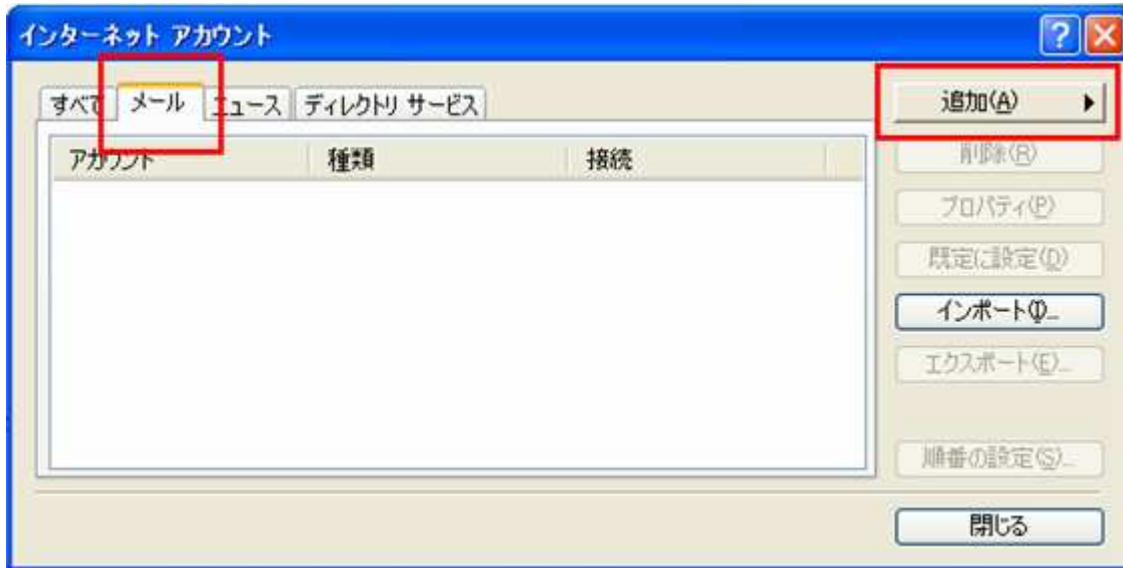 インターネット アカウント
すべて メール ニュース ディレクトリ サービス
アカウント 種類 接続
追加(A)
削除(R)
プロパティ(P)
既定に設定(D)
インポート(I)...
エクスポート(E)...
順番の設定(S)...
閉じる